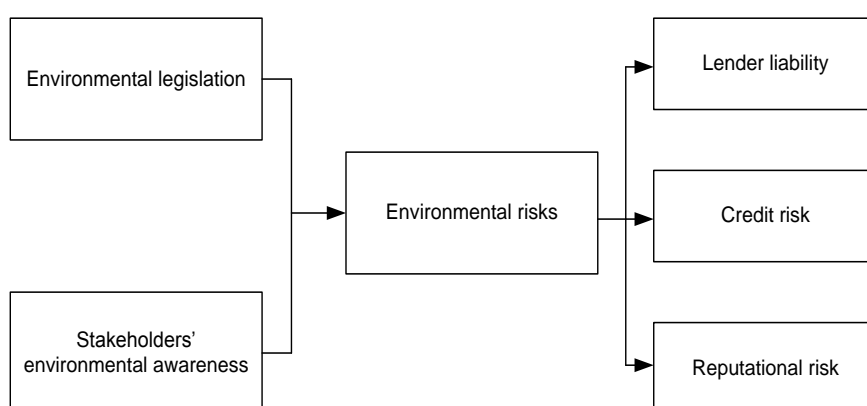 Environmental legislation
Stakeholders’
environmental awareness
Environmental risks
Lender liability
Credit risk
Reputational risk